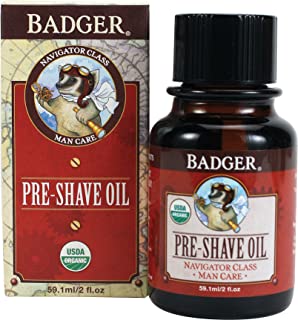 BADGER®
NAVIGATOR CLASS
MAN CARE
PRE-SHAVE OIL
USDA
ORGANIC
59.1ml/2 fl.oz
BADGER®
PRE-SHAVE OIL
NAVIGATOR CLASS
• MAN CARE •
USDA
ORGANIC
59.1ml/2 fl.oz